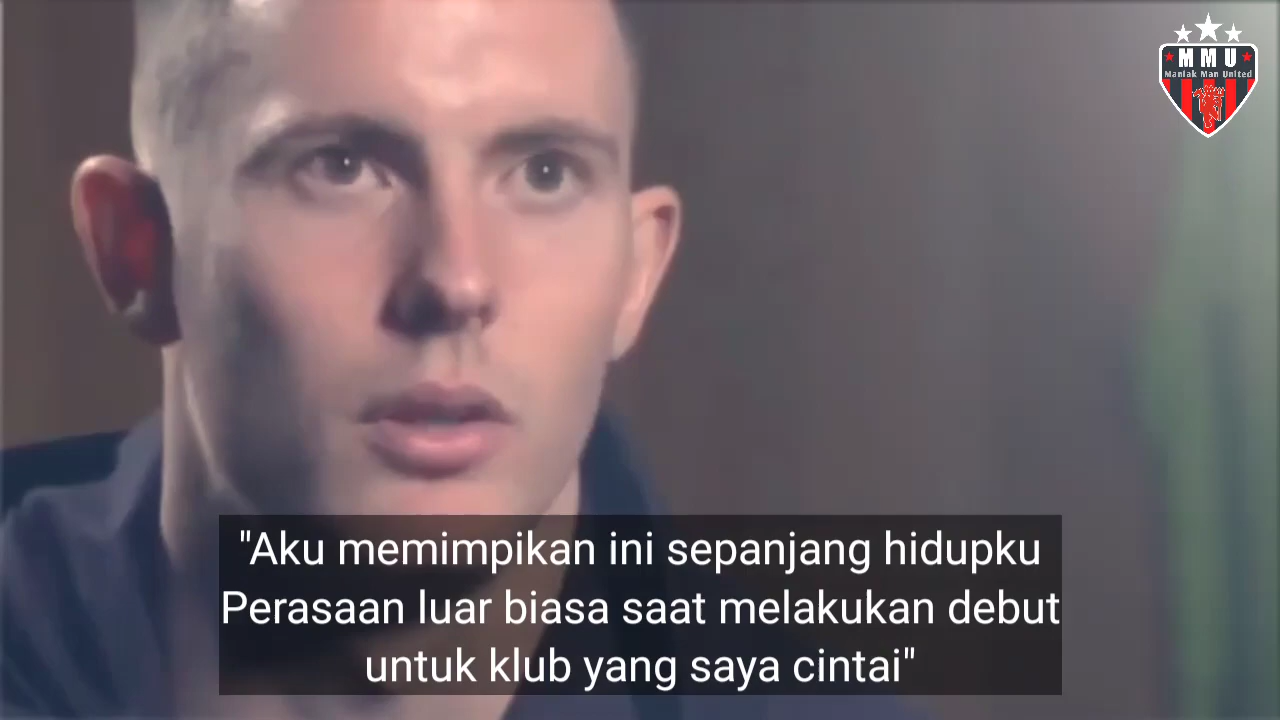 MMU
Maniak Man United
"Aku memimpikan ini sepanjang hidupku
Perasaan luar biasa saat melakukan debut
untuk klub yang saya cintai"